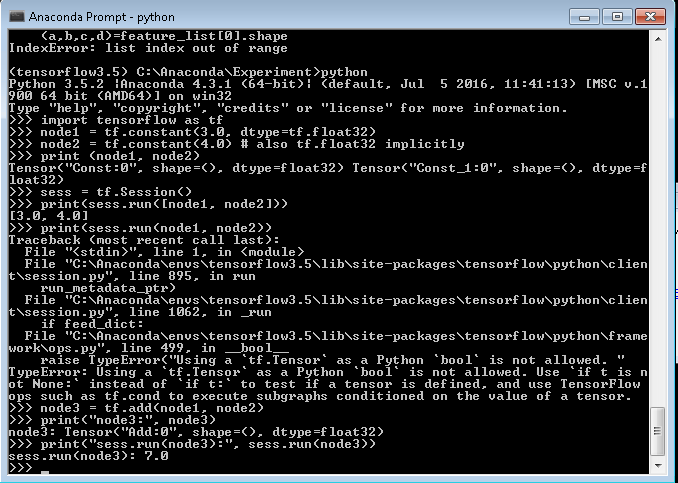 Anaconda Prompt - python
(a,b,c,d)=feature_list[0].shape
IndexError: list index out of range
(tensorflow3.5) C:\Anaconda\Experiment>python
Python 3.5.2 |Anaconda 4.3.1 (64-bit)| (default, Jul  5 2016, 11:41:13) [MSC v.1
900 64 bit (AMD64)] on win32
Type "help", "copyright", "credits" or "license" for more information.
>>> import tensorflow as tf
>>> node1 = tf.constant(3.0, dtype=tf.float32)
>>> node2 = tf.constant(4.0) # also tf.float32 implicitly
>>> print (node1, node2)
Tensor("Const:0", shape=(), dtype=float32) Tensor("Const_1:0", shape=(), dtype=f
loat32)
>>> sess = tf.Session()
>>> print(sess.run([node1, node2]))
[3.0, 4.0]
>>> print(sess.run(node1, node2))
Traceback (most recent call last):
  File "<stdin>", line 1, in <module>
  File "C:\Anaconda\envs\tensorflow3.5\lib\site-packages\tensorflow\python\clien
t\session.py", line 895, in run
    run_metadata_ptr)
  File "C:\Anaconda\envs\tensorflow3.5\lib\site-packages\tensorflow\python\clien
t\session.py", line 1062, in _run
    if feed_dict:
  File "C:\Anaconda\envs\tensorflow3.5\lib\site-packages\tensorflow\python\frame
work\ops.py", line 499, in __bool__
    raise TypeError("Using a `tf.Tensor` as a Python `bool` is not allowed. "
TypeError: Using a `tf.Tensor` as a Python `bool` is not allowed. Use `if t is n
ot None:` instead of `if t:` to test if a tensor is defined, and use TensorFlow
ops such as tf.cond to execute subgraphs conditioned on the value of a tensor.
>>> node3 = tf.add(node1, node2)
>>> print("node3:", node3)
node3: Tensor("Add:0", shape=(), dtype=float32)
>>> print("sess.run(node3):", sess.run(node3))
sess.run(node3): 7.0
>>> _